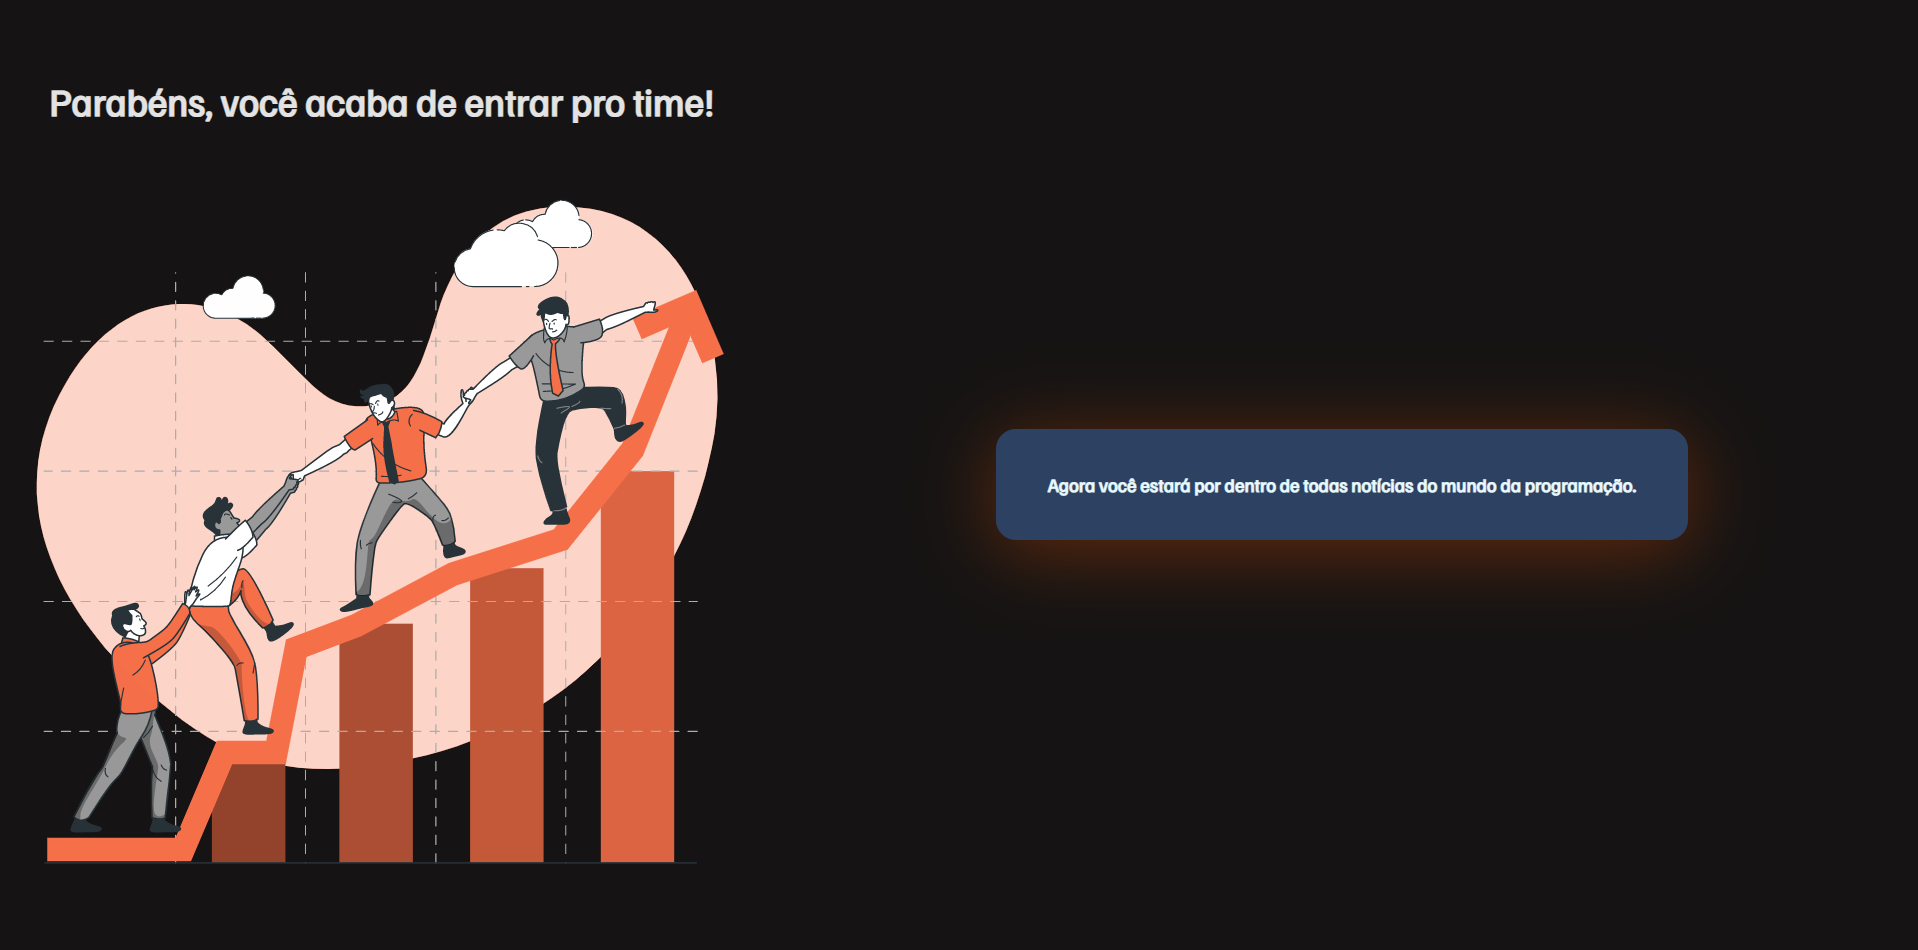 Parabéns, você acaba de entrar pro time!
Agora você estará por dentro de todas notícias do mundo da programação.